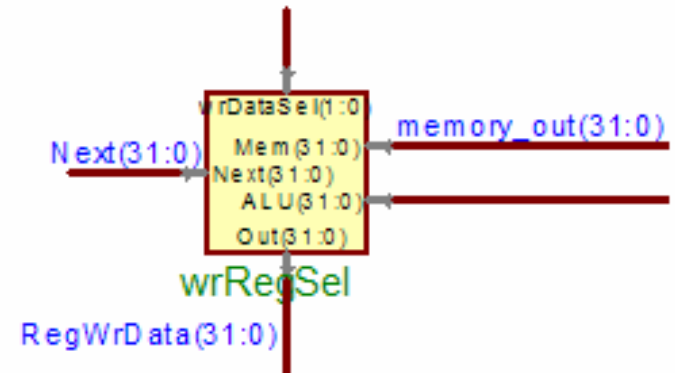 wrDataSel(1:0)
memory_out(31:0)
Next(31:0)
Mem(31:0)
Next(31:0)
ALU(31:0)
Out(31:0)
wrRegSel
RegWrData(31:0)